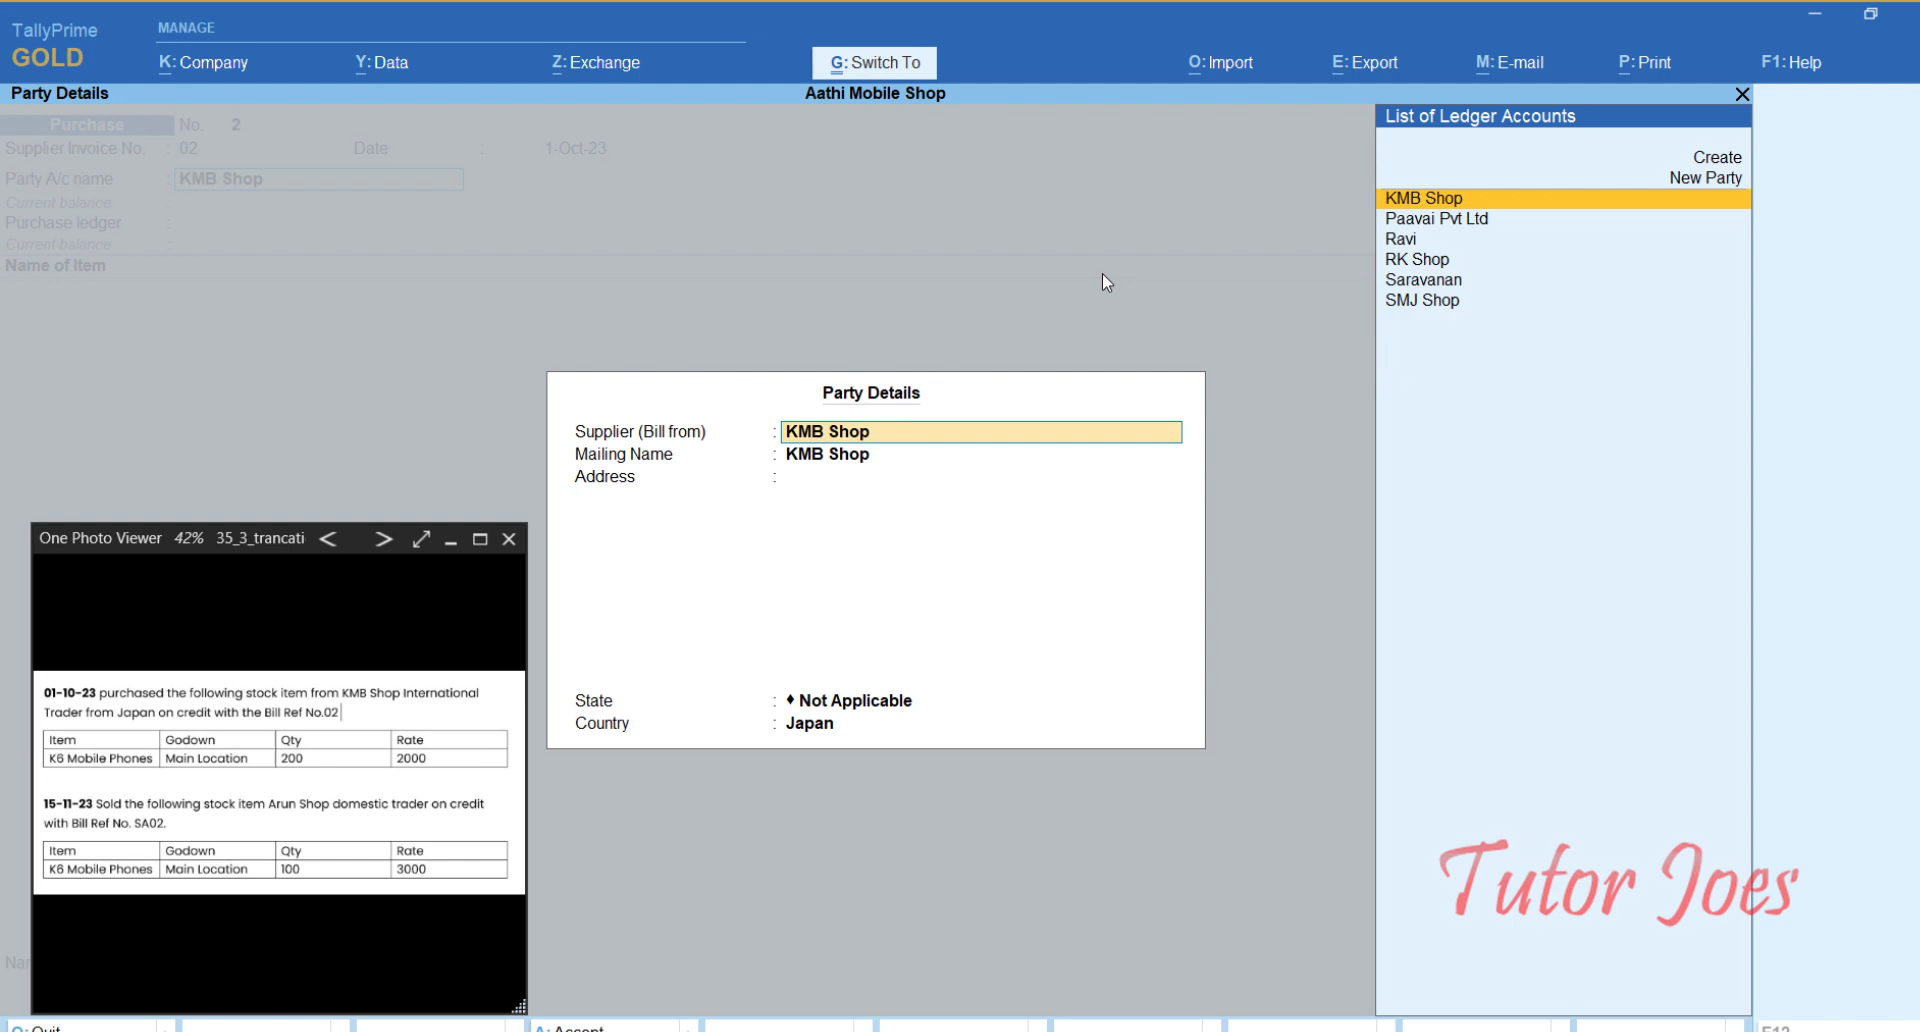 TallyPrime
GOLD
MANAGE
K: Company
Y: Data
Z: Exchange
G: Switch To
O: Import
E: Export
M: E-mail
P: Print
F1: Help
Party Details
Aathi Mobile Shop
Purchase No. 2
Supplier Invoice No. : 02 Date : 1-Oct-23
Party A/c name : KMB Shop
Current balance :
Purchase ledger :
Current balance :
Name of Item
List of Ledger Accounts
Create
New Party
KMB Shop
Paavai Pvt Ltd
Ravi
RK Shop
Saravanan
SMJ Shop
Party Details
Supplier (Bill from) : KMB Shop
Mailing Name : KMB Shop
Address :
State : ♦ Not Applicable
Country : Japan
One Photo Viewer 42% 35_3_trancati
01-10-23 purchased the following stock item from KMB Shop International
Trader from Japan on credit with the Bill Ref No.02
Item Godown Qty Rate
K6 Mobile Phones Main Location 200 2000
15-11-23 Sold the following stock item Arun Shop domestic trader on credit
with Bill Ref No. SA02.
Item Godown Qty Rate
K6 Mobile Phones Main Location 100 3000
Tutor Joes
Q: Quit
A: Accept
F12